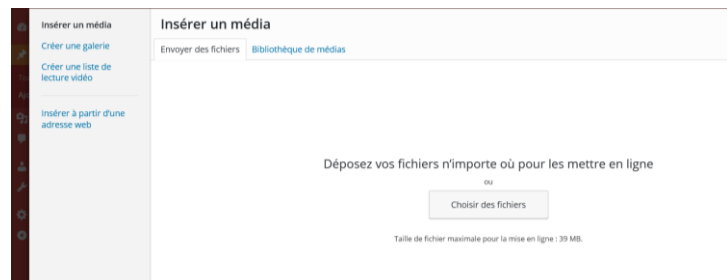 Insérer un média
Créer une galerie
Créer une liste de
lecture vidéo
Insérer à partir d'une
adresse web
Insérer un média
Envoyer des fichiers
Bibliothèque de médias
Déposez vos fichiers n'importe où pour les mettre en ligne
ou
Choisir des fichiers
Taille de fichier maximale pour la mise en ligne : 39 MB.